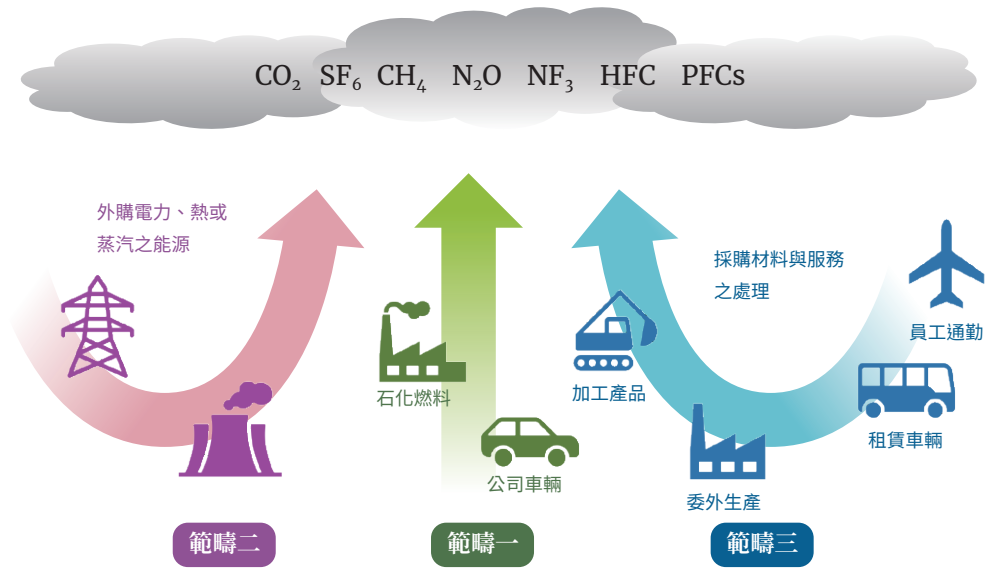 CO₂ SF₆ CH₄ N₂O NF₃ HFC PFCs
外購電力、熱或
蒸汽之能源
採購材料與服務
之處理
員工通勤
石化燃料
加工產品
租賃車輛
公司車輛
委外生產
範疇二
範疇一
範疇三